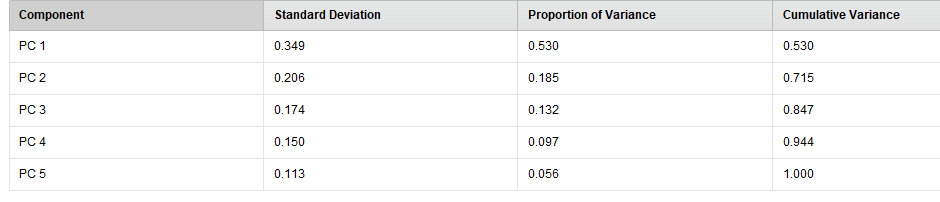 Component Standard Deviation Proportion of Variance Cumulative Variance
PC 1 0.349 0.530 0.530
PC 2 0.206 0.185 0.715
PC 3 0.174 0.132 0.847
PC 4 0.150 0.097 0.944
PC 5 0.113 0.056 1.000